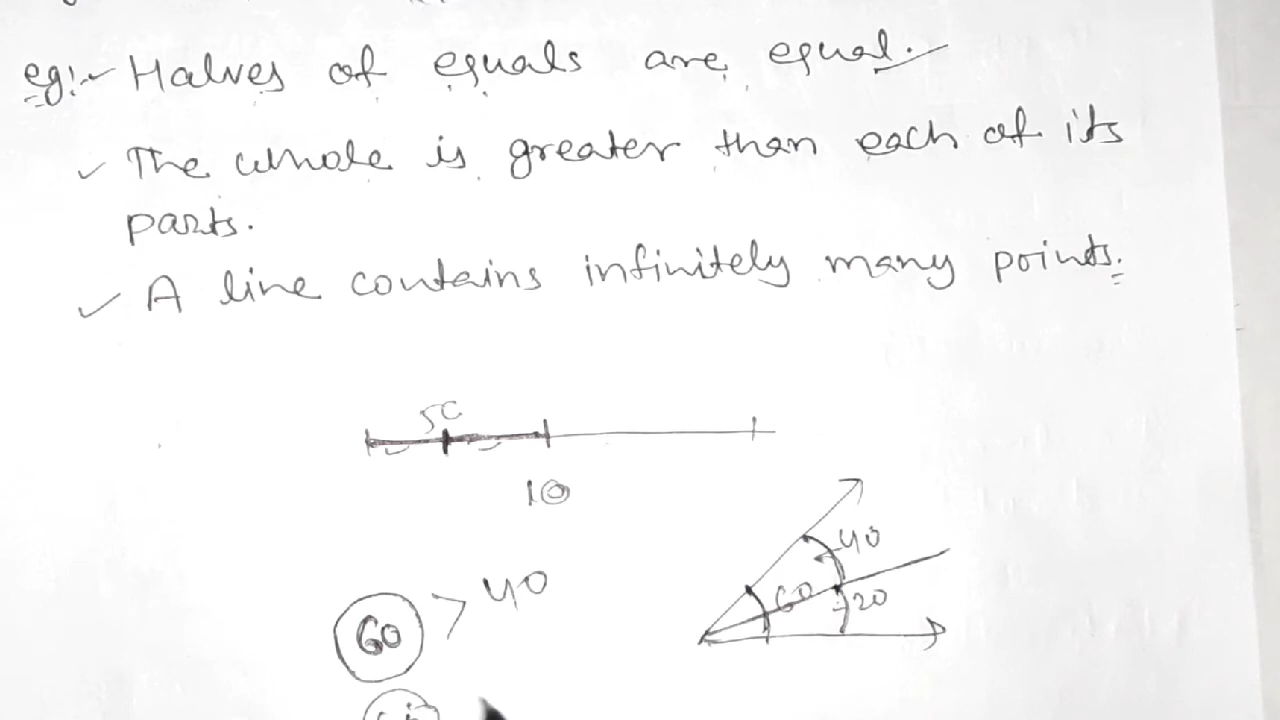 eg:- Halves of equals are equal.
✓ The whole is greater than each of its
parts.
✓ A line contains infinitely many points.
10
40
60 > 40
60
20